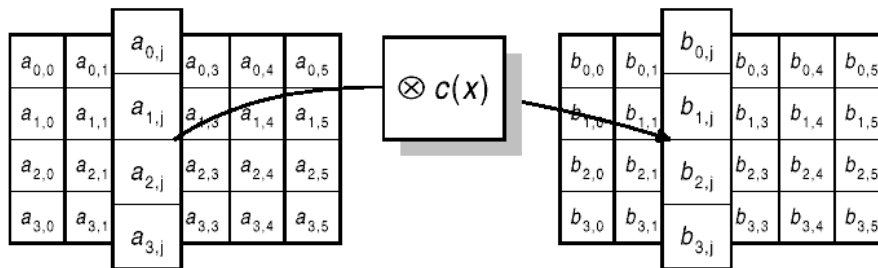 a0,j b0,j
a0,0 a0,1 a0,3 a0,4 a0,5 ⊗ c(x) b0,0 b0,1 b0,3 b0,4 b0,5
a1,0 a1,1 a1,j a1,3 a1,4 a1,5 b1,0 b1,1 b1,j b1,3 b1,4 b1,5
a2,0 a2,1 a2,j a2,3 a2,4 a2,5 b2,0 b2,1 b2,j b2,3 b2,4 b2,5
a3,0 a3,1 a3,j a3,3 a3,4 a3,5 b3,0 b3,1 b3,j b3,3 b3,4 b3,5